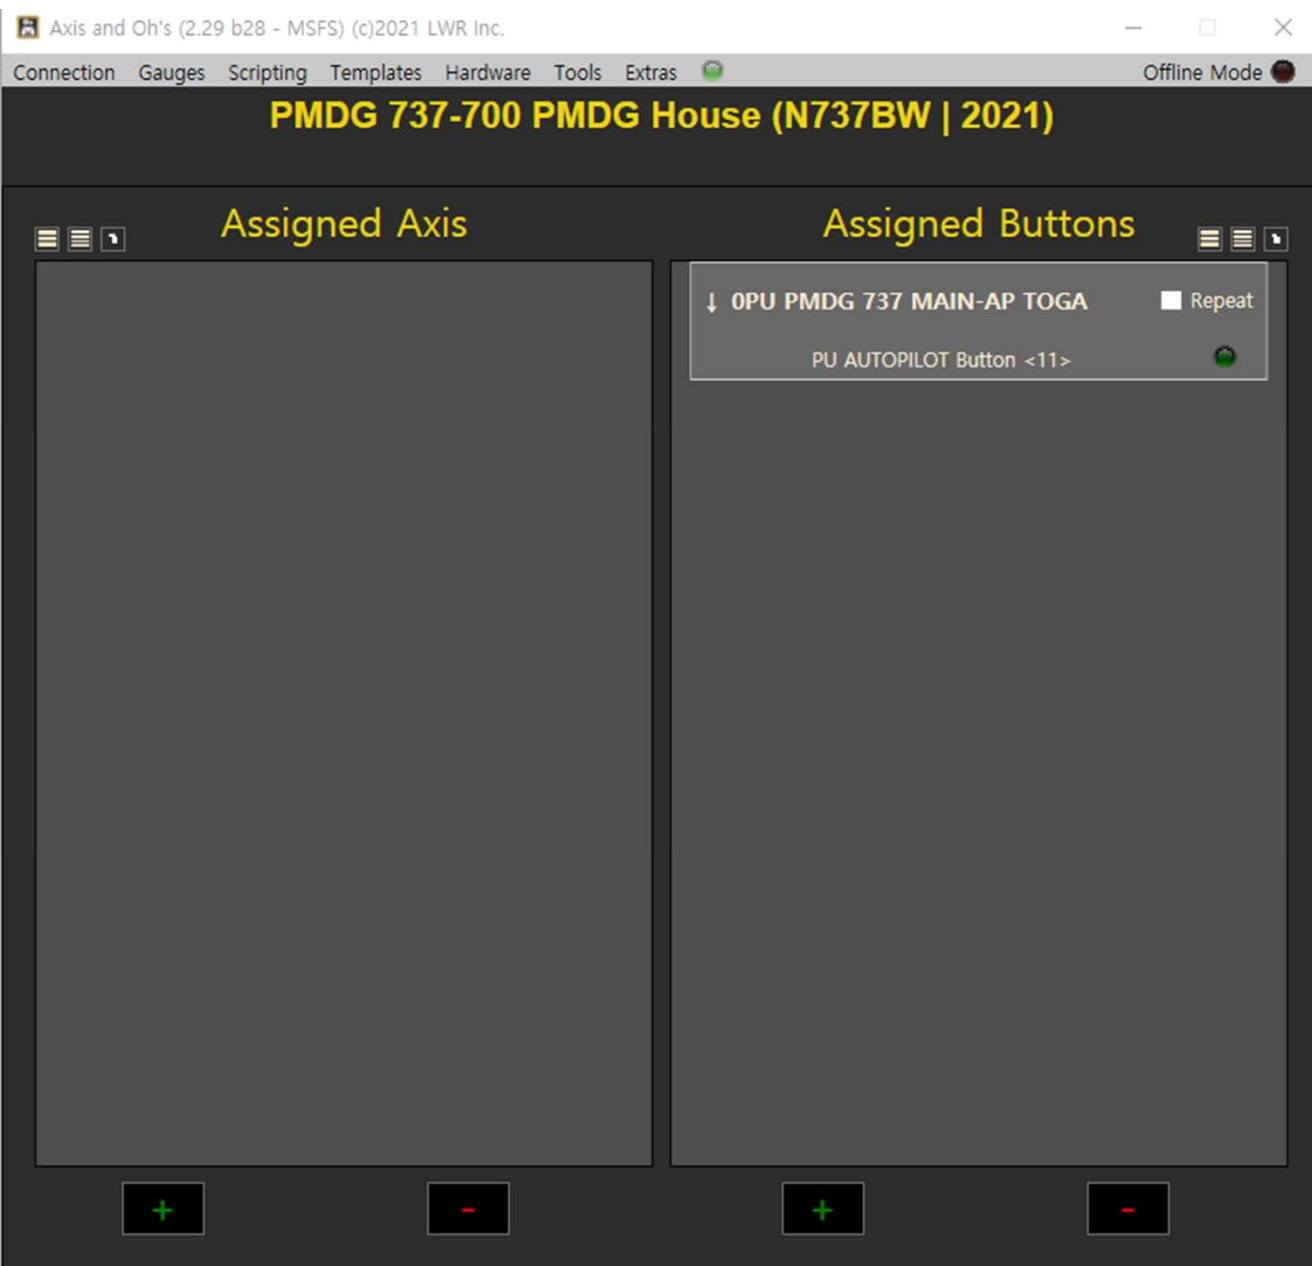 Axis and Oh's (2.29 b28 - MSFS) (c)2021 LWR Inc.
Connection Gauges Scripting Templates Hardware Tools Extras Offline Mode
PMDG 737-700 PMDG House (N737BW | 2021)
Assigned Axis
Assigned Buttons
↓ 0PU PMDG 737 MAIN-AP TOGA Repeat
PU AUTOPILOT Button <11>
+ - + -